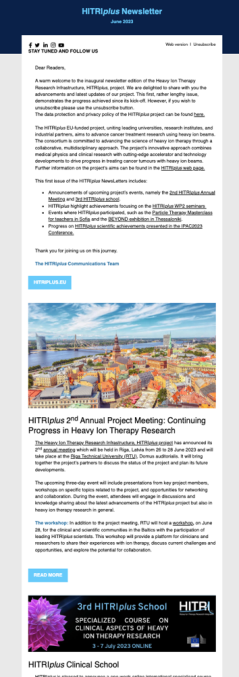 HITRIplus Newsletter
June 2023
Web version | Unsubscribe
STAY TUNED AND FOLLOW US
Dear Readers,
A warm welcome to the inaugural newsletter edition of the Heavy Ion Therapy
Research Infrastructure, HITRIplus, project. We are delighted to share with you the
advancements and latest updates of our project. This first, rather lengthy issue,
demonstrates the progress achieved since its kick-off. However, if you wish to
unsubscribe please use the unsubscribe button.
The data protection and privacy policy of the HITRIplus project can be found here.
The HITRIplus EU-funded project, uniting leading universities, research institutes, and
industrial partners, aims to advance cancer treatment research using heavy ion beams.
The consortium is committed to advancing the science of heavy ion therapy through a
collaborative, multidisciplinary approach. The project's innovative approach combines
medical physics and clinical research with cutting-edge accelerator and technology
developments to drive progress in treating cancer tumours with heavy ion beams.
Further information on the project's aims can be found in the HITRIplus web page.
This first issue of the HITRIplus NewsLetters includes:
• Announcements of upcoming project's events, namely the 2nd HITRIplus Annual
Meeting and 3rd HITRIplus school.
• HITRIplus highlight achievements focusing on the HITRIplus WP2 seminars.
• Events where HITRIplus participated, such as the Particle Therapy Masterclass
for teachers in Sofia and the BEYOND exhibition in Thessaloniki.
• Progress on HITRIplus scientific achievements presented in the IPAC2023
Conference.
Thank you for joining us on this journey.
The HITRIplus Communications Team
HITRIPLUS.EU
HITRIplus 2nd Annual Project Meeting: Continuing
Progress in Heavy Ion Therapy Research
The Heavy Ion Therapy Research Infrastructure, HITRIplus project has announced its
2nd annual meeting which will be held in Riga, Latvia from 26 to 28 June 2023 and will
take place at the Riga Technical University (RTU), Domus auditorialis. It will bring
together the project's partners to discuss the status of the project and plan its future
developments.
The upcoming three-day event will include presentations from key project members,
workshops on specific topics related to the project, and opportunities for networking
and collaboration. During the event, attendees will engage in discussions and
knowledge sharing about the latest advancements of the HITRIplus project but also in
heavy ion therapy research in general.
The workshop: In addition to the project meeting, RTU will host a workshop, on June
28, for the clinical and scientific communities in the Baltics with the participation of
leading HITRIplus scientists. This workshop will provide a platform for clinicians and
researchers to share their experiences with ion therapy, discuss current challenges and
opportunities, and explore the potential for collaboration.
READ MORE
3rd HITRIplus School
SPECIALIZED COURSE ON
CLINICAL ASPECTS OF HEAVY
ION THERAPY RESEARCH
3 - 7 July 2023 ONLINE
HITRI
HITRIplus Clinical School